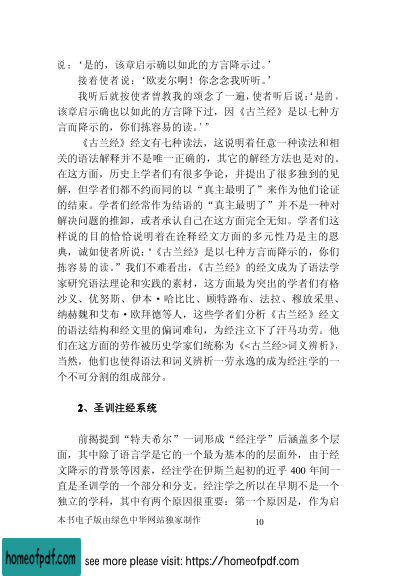 说：‘是的，该章启示确以如此的方言降示过。’
接着使者说：‘欧麦尔啊！你念念我听听。’
我听后就按使者曾教我的颂念了一遍，使者听后说：‘是的。
该章启示确也以如此的方言降下过，因《古兰经》是以七种方
言而降示的，你们拣容易的读。’”
《古兰经》经文有七种读法，这说明着任意一种读法和相
关的语法解释并不是唯一正确的，其它的解经方法也是对的。
在这方面，历史上学者们有很多争论，并提出了很多独到的见
解，但学者们都不约而同的以“真主最明了”来作为他们论证
的结束。学者们经常作为结语的“真主最明了”并不是一种对
解决问题的推卸，或者承认自己在这方面完全无知。学者们这
样说的目的恰恰说明着在诠释经文方面的多元性乃是主的恩
典，诚如使者所说：‘《古兰经》是以七种方言而降示的，你们
拣容易的读。”我们不难看出，《古兰经》的经文成为了语法学
家研究语法理论和实践的素材，这方面最为突出的学者们有格
沙义、优努斯、伊本·哈比比、顾特路布、法拉、穆放采里、
纳赫魏和艾布·欧拜德等人，这些学者们分析《古兰经》经文
的语法结构和经文里的偏词难句，为经注立下了汗马功劳。他
们在这方面的劳作被历史学家们统称为《<古兰经>词义辨析》，
当然，他们也使得语法和词义辨析一劳永逸的成为经注学的一
个不可分割的组成部分。
2、圣训注经系统
前揭提到“特夫希尔”一词形成“经注学”后涵盖多个层
面，其中除了语言学是它的一个最为基本的的层面外，由于经
文降示的背景等因素，经注学在伊斯兰起初的近乎 400 年间一
直是圣训学的一个部分和分支。经注学之所以在早期不是一个
独立的学科，其中有两个原因很重要：第一个原因是，作为启
本书电子版由绿色中华网站独家制作 10
homeofpdf.com see more please visit: https://homeofpdf.com